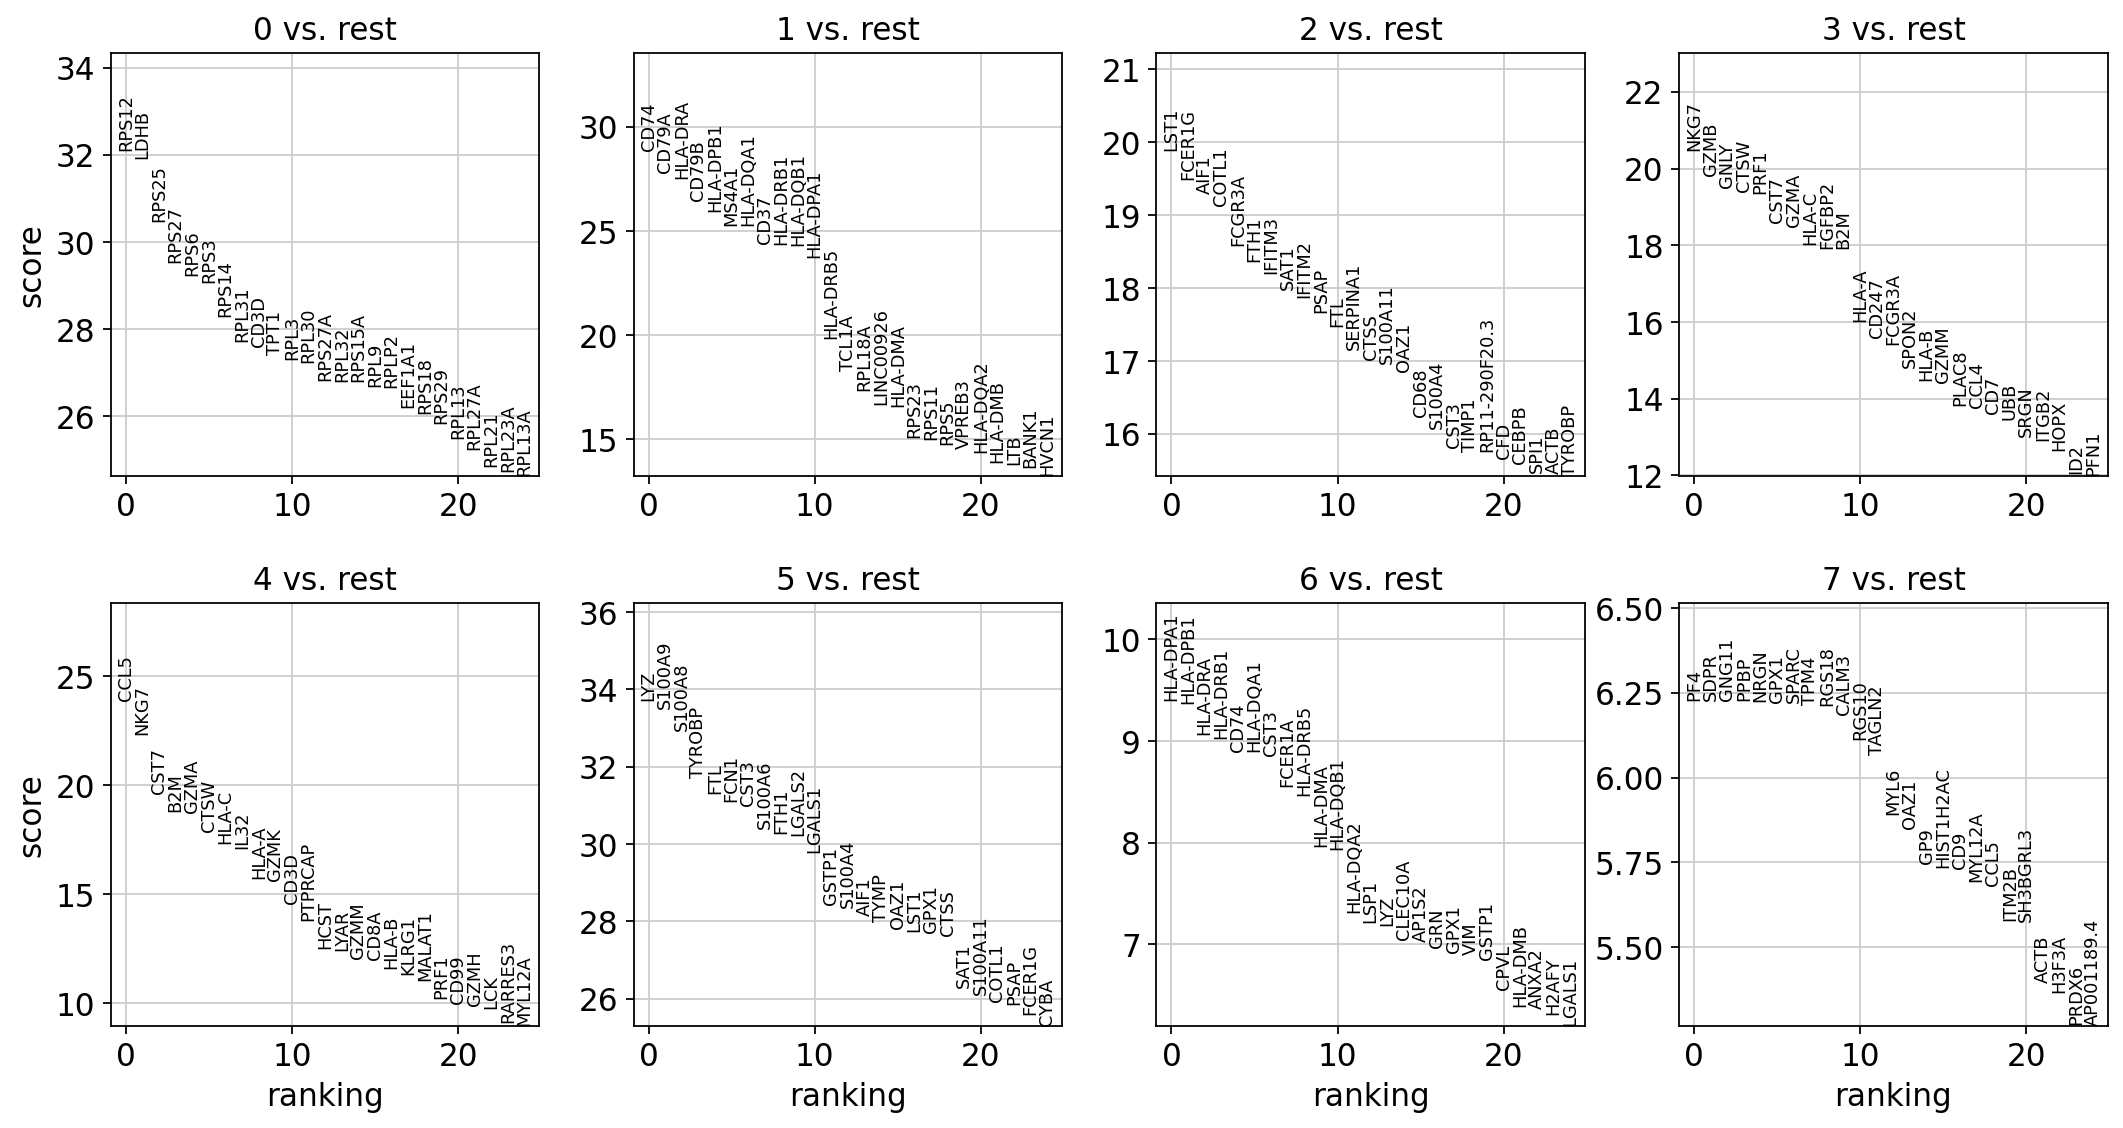 0 vs. rest
1 vs. rest
2 vs. rest
3 vs. rest
score
34
32
30
28
26
RPS12
LDHB
RPS25
RPS27
RPS6
RPS3
RPS14
RPL31
CD3D
TPT1
RPL3
RPL30
RPS27A
RPL32
RPS15A
RPL9
RPLP2
EEF1A1
RPS18
RPS29
RPL13
RPL27A
RPL21
RPL23A
RPL13A
0 10 20
30
25
20
15
CD74
CD79A
HLA-DRA
CD79B
HLA-DPB1
MS4A1
HLA-DQA1
CD37
HLA-DRB1
HLA-DQB1
HLA-DPA1
HLA-DRB5
TCL1A
RPL18A
LINC00926
HLA-DMA
RPS23
RPS11
RPS5
VPREB3
HLA-DQA2
HLA-DMB
LTB
BANK1
HVCN1
0 10 20
21
20
19
18
17
16
LST1
FCER1G
AIF1
COTL1
FCGR3A
FTH1
IFITM3
SAT1
IFITM2
PSAP
FTL
SERPINA1
CTSS
S100A11
OAZ1
CD68
S100A4
CST3
TIMP1
RP11-290F20.3
CFD
CEBPB
SPI1
ACTB
TYROBP
0 10 20
22
20
18
16
14
12
NKG7
GZMB
GNLY
CTSW
PRF1
CST7
GZMA
HLA-C
FGFBP2
B2M
HLA-A
CD247
FCGR3A
SPON2
HLA-B
GZMM
PLAC8
CCL4
CD7
UBB
SRGN
ITGB2
HOPX
ID2
PFN1
0 10 20
4 vs. rest
5 vs. rest
6 vs. rest
7 vs. rest
score
25
20
15
10
CCL5
NKG7
CST7
B2M
GZMA
CTSW
HLA-C
IL32
HLA-A
GZMK
CD3D
PTPRCAP
HCST
LYAR
GZMM
CD8A
HLA-B
KLRG1
MALAT1
PRF1
CD99
GZMH
LCK
RARRES3
MYL12A
0 10 20
ranking
36
34
32
30
28
26
LYZ
S100A9
S100A8
TYROBP
FTL
FCN1
CST3
S100A6
FTH1
LGALS2
LGALS1
GSTP1
S100A4
AIF1
TYMP
OAZ1
LST1
GPX1
CTSS
SAT1
S100A11
COTL1
PSAP
FCER1G
CYBA
0 10 20
ranking
10
9
8
7
HLA-DPA1
HLA-DPB1
HLA-DRA
HLA-DRB1
CD74
HLA-DQA1
CST3
FCER1A
HLA-DRB5
HLA-DMA
HLA-DQB1
HLA-DQA2
LSP1
LYZ
CLEC10A
AP1S2
GRN
GPX1
VIM
GSTP1
CPVL
HLA-DMB
ANXA2
H2AFY
LGALS1
0 10 20
ranking
6.50
6.25
6.00
5.75
5.50
PF4
SDPR
GNG11
PPBP
NRGN
GPX1
SPARC
TPM4
RGS18
CALM3
RGS10
TAGLN2
MYL6
OAZ1
GP9
HIST1H2AC
CD9
MYL12A
CCL5
ITM2B
SH3BGRL3
ACTB
H3F3A
PRDX6
AP001189.4
0 10 20
ranking